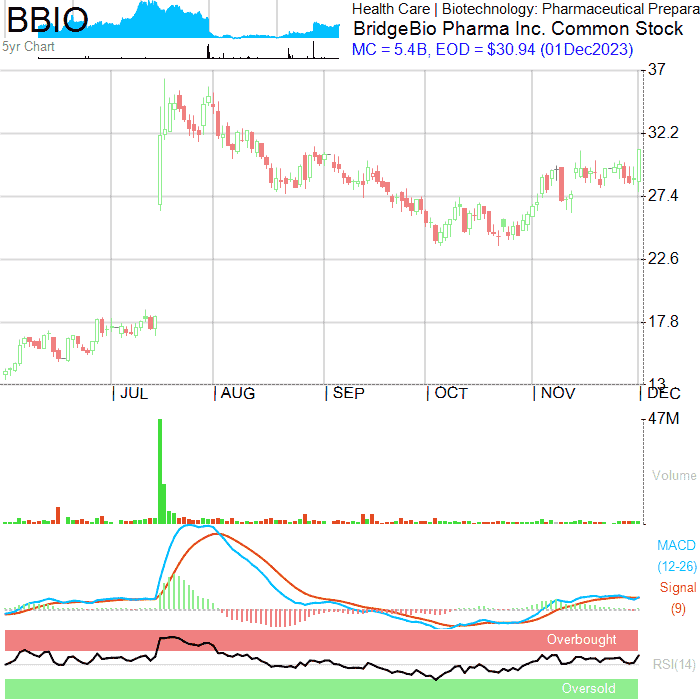 BBIO
5yr Chart
Health Care | Biotechnology: Pharmaceutical Prepara
BridgeBio Pharma Inc. Common Stock
MC = 5.4B, EOD = $30.94 (01Dec2023)
37
32.2
27.4
22.6
17.8
13
| JUL | AUG | SEP | OCT | NOV | DEC
47M
Volume
MACD
(12-26)
Signal
(9)
Overbought
RSI(14)
Oversold